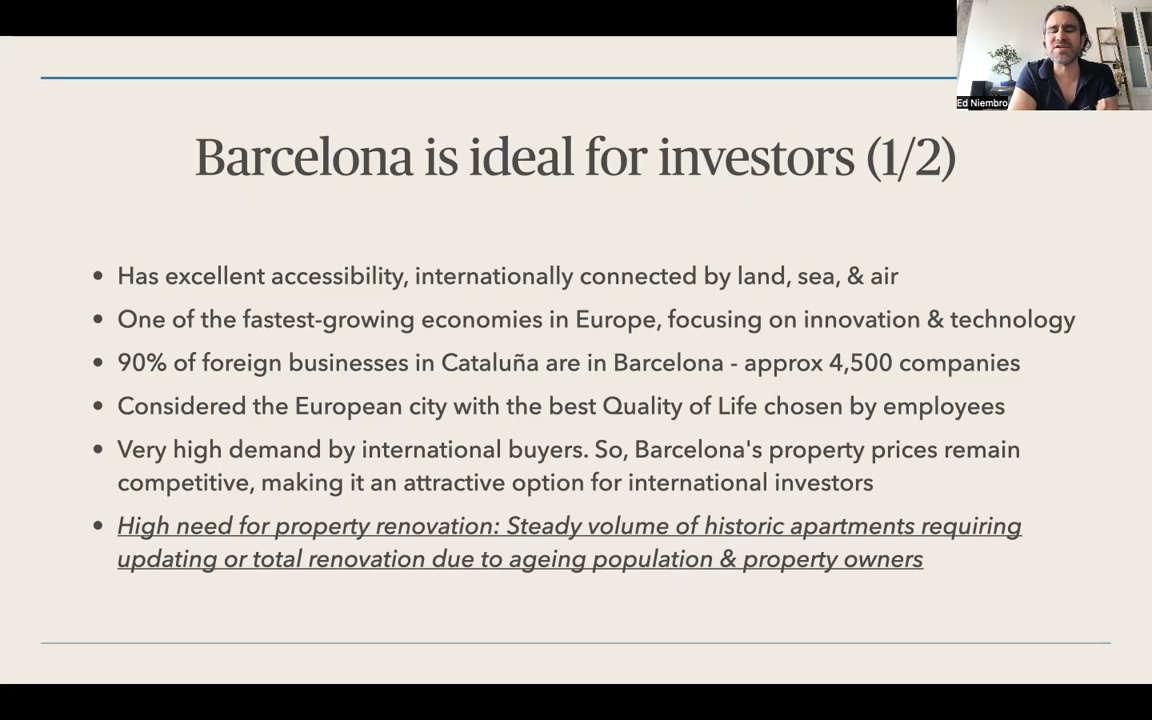 Ed Niembro
Barcelona is ideal for investors (1/2)
• Has excellent accessibility, internationally connected by land, sea, & air
• One of the fastest-growing economies in Europe, focusing on innovation & technology
• 90% of foreign businesses in Cataluña are in Barcelona - approx 4,500 companies
• Considered the European city with the best Quality of Life chosen by employees
• Very high demand by international buyers. So, Barcelona's property prices remain
competitive, making it an attractive option for international investors
• High need for property renovation: Steady volume of historic apartments requiring
updating or total renovation due to ageing population & property owners